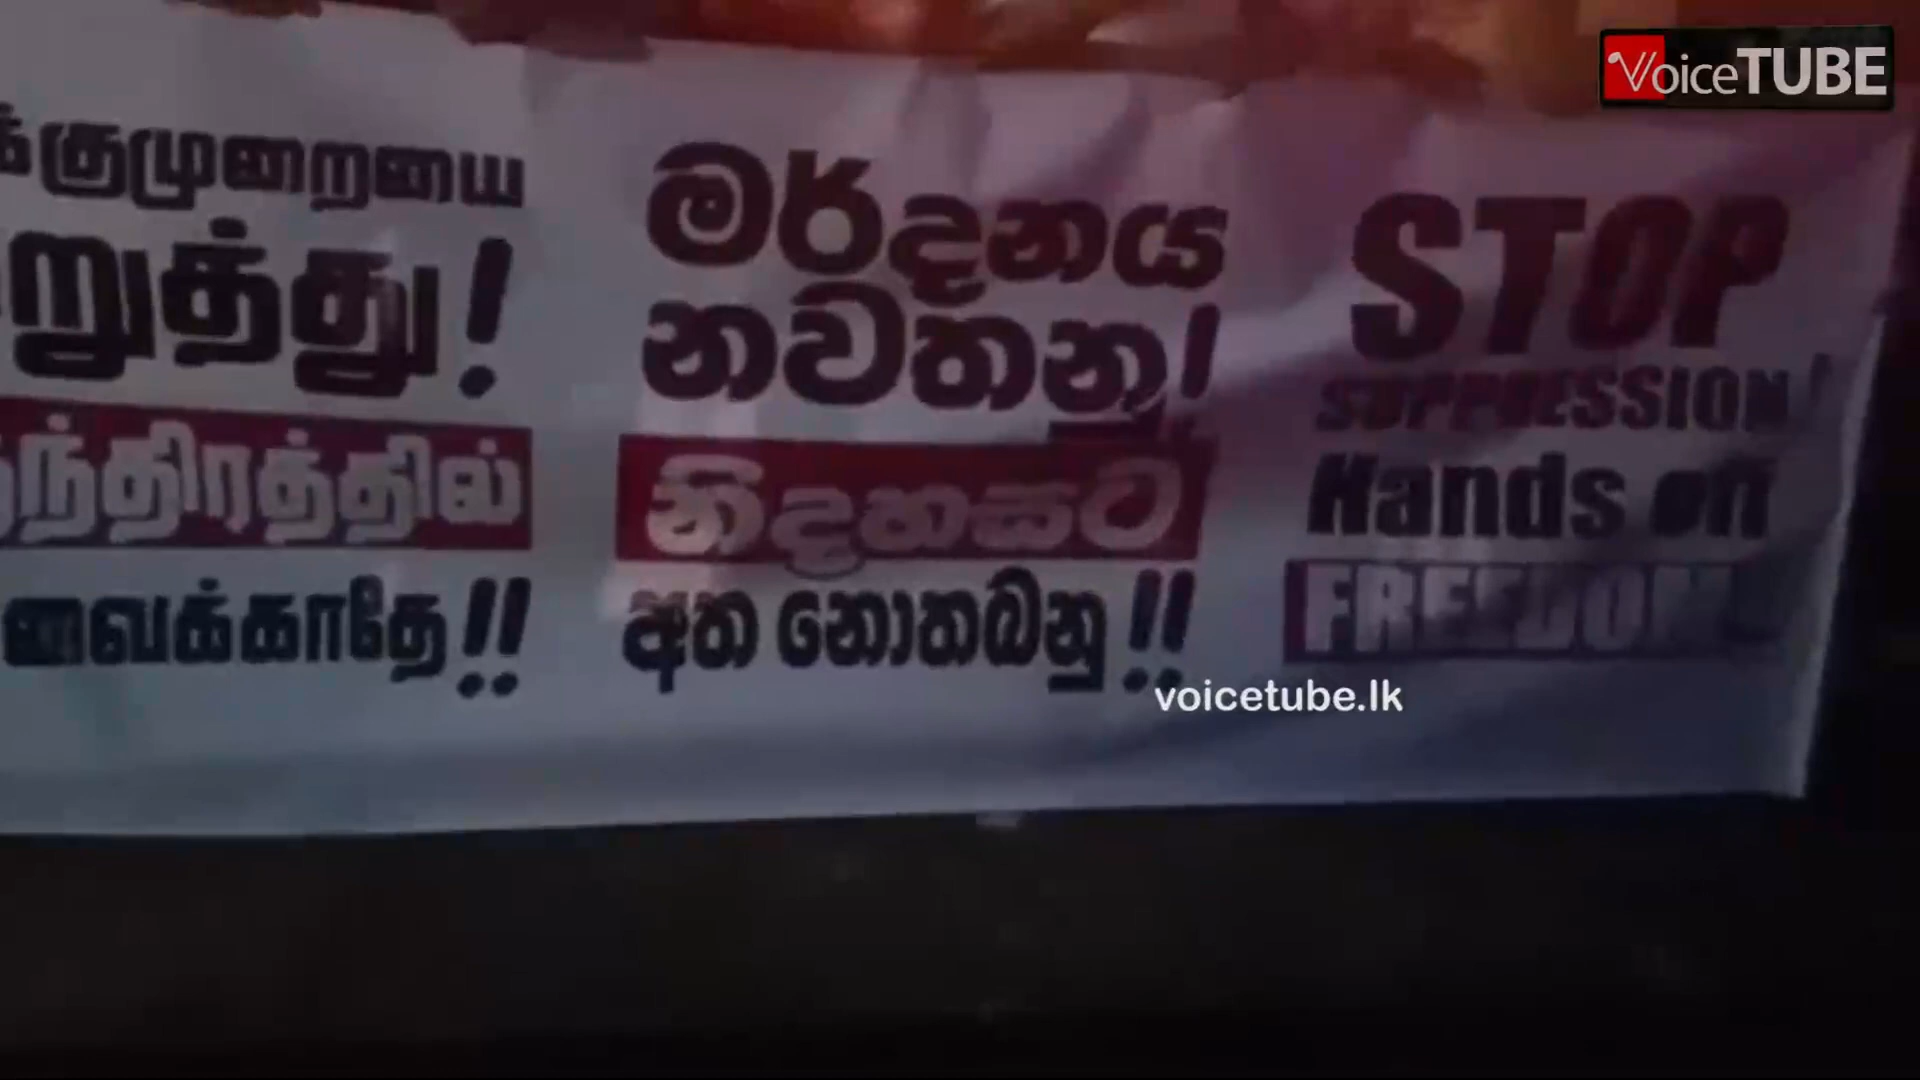 VoiceTUBE
க்குமுறையை
றுத்து!
ந்திரத்தில்
வைக்காதே!!
මර්දනය
නවතනු!
නිදහසට
අත නොතබනු!!
STOP
SUPPRESSION!
Hands off
FREEDOM
voicetube.lk